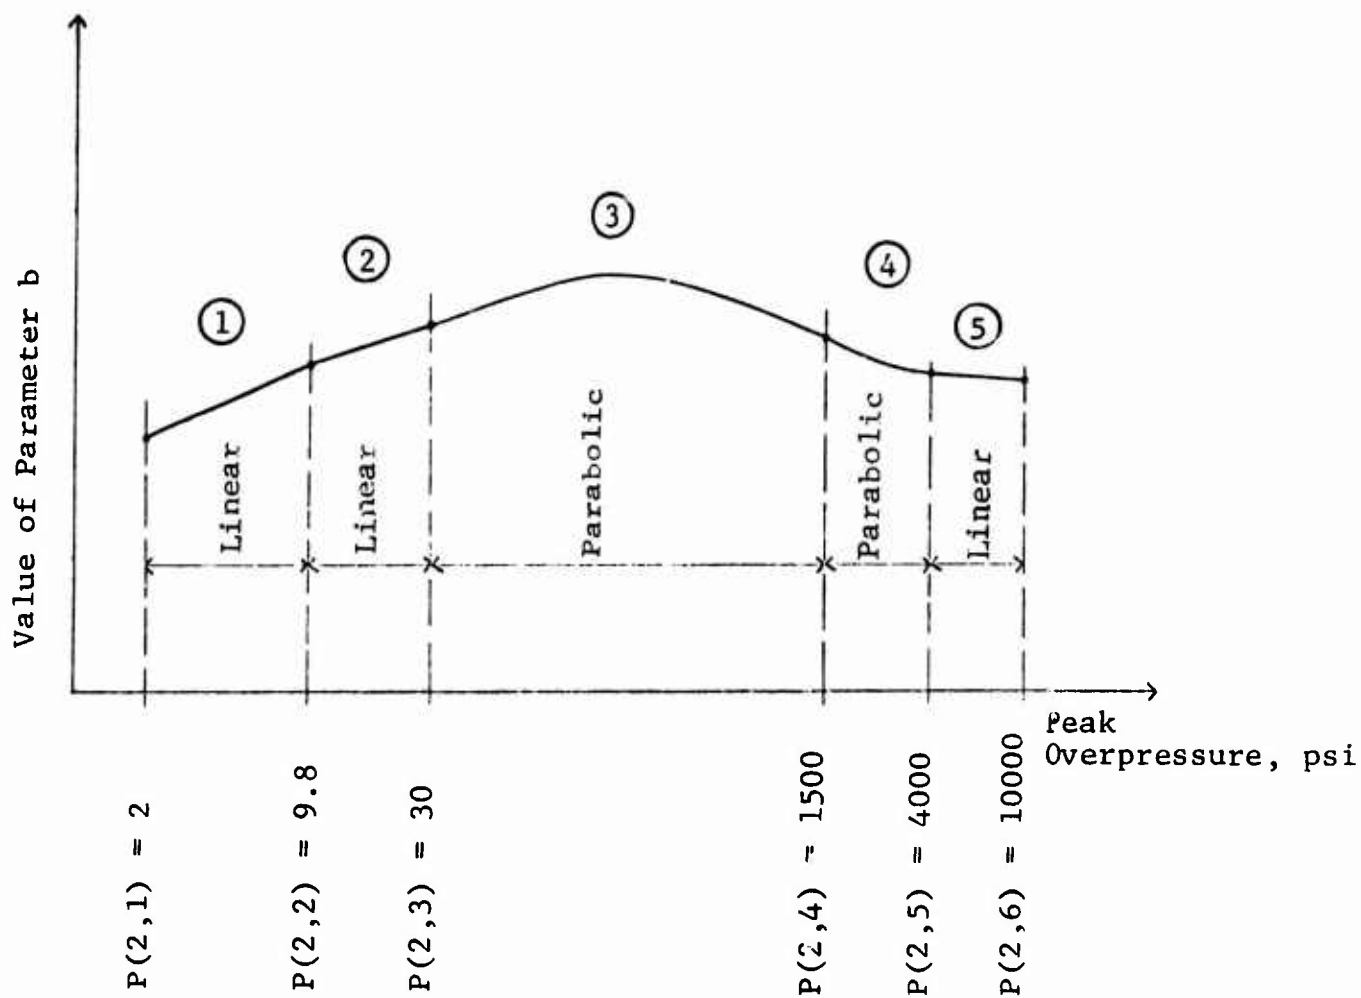 Value of Parameter b
①
②
③
④
⑤
Linear
Linear
Parabolic
Parabolic
Linear
Peak
Overpressure, psi
P(2,1) = 2
P(2,2) = 9.8
P(2,3) = 30
P(2,4) = 1500
P(2,5) = 4000
P(2,6) = 10000